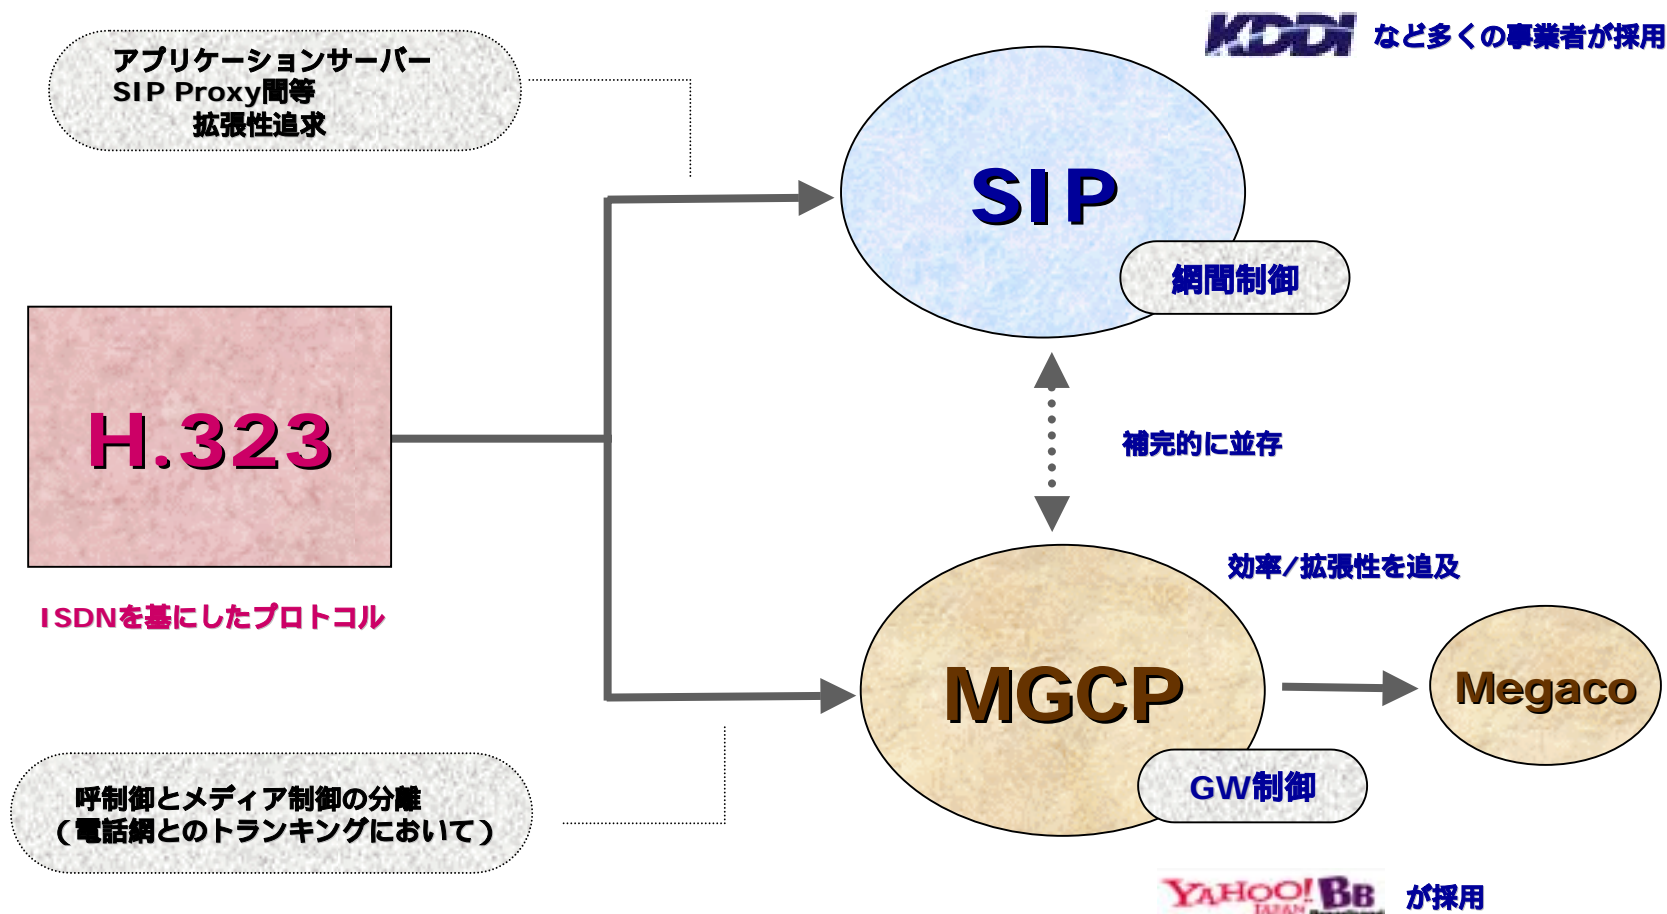 KDDI など多くの事業者が採用
アプリケーションサーバー
SIP Proxy間等
拡張性追求
SIP
網間制御
H.323
ISDNを基にしたプロトコル
補完的に並存
効率/拡張性を追及
MGCP
Megaco
GW制御
呼制御とメディア制御の分離
(電話網とのトランキングにおいて)
YAHOO! BB が採用
JAPAN